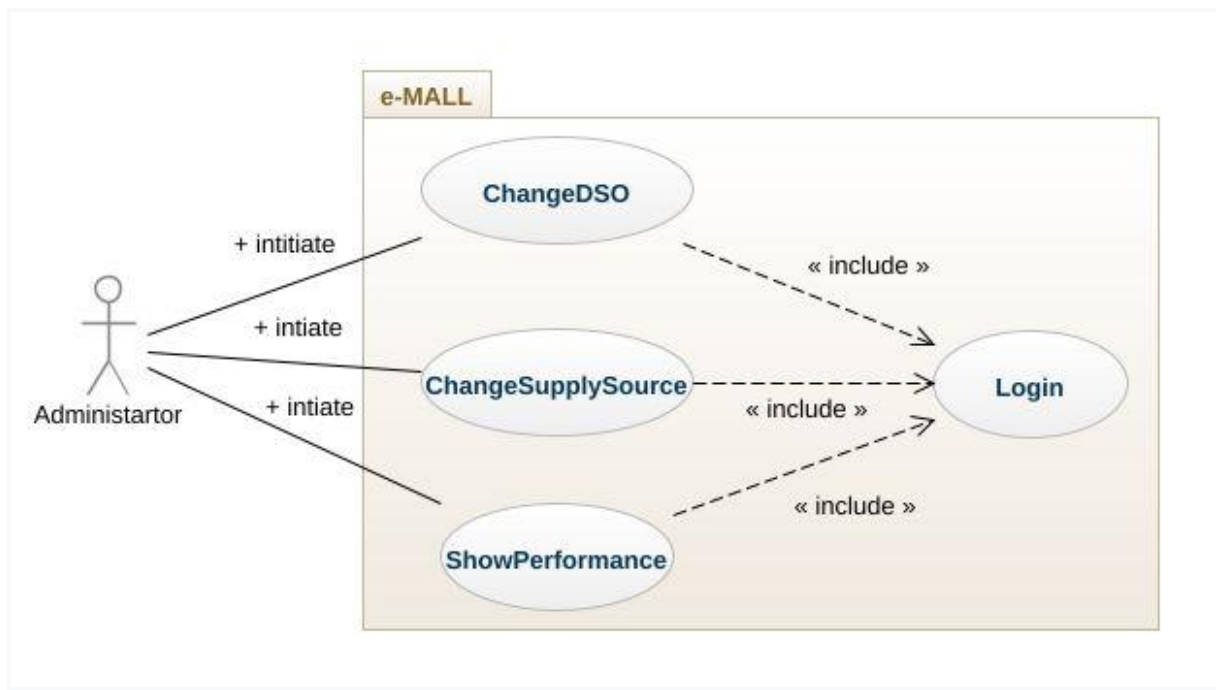 e-MALL
ChangeDSO
+ intitiate
« include »
+ intiate
ChangeSupplySource
Login
+ intiate
« include »
Administartor
« include »
ShowPerformance